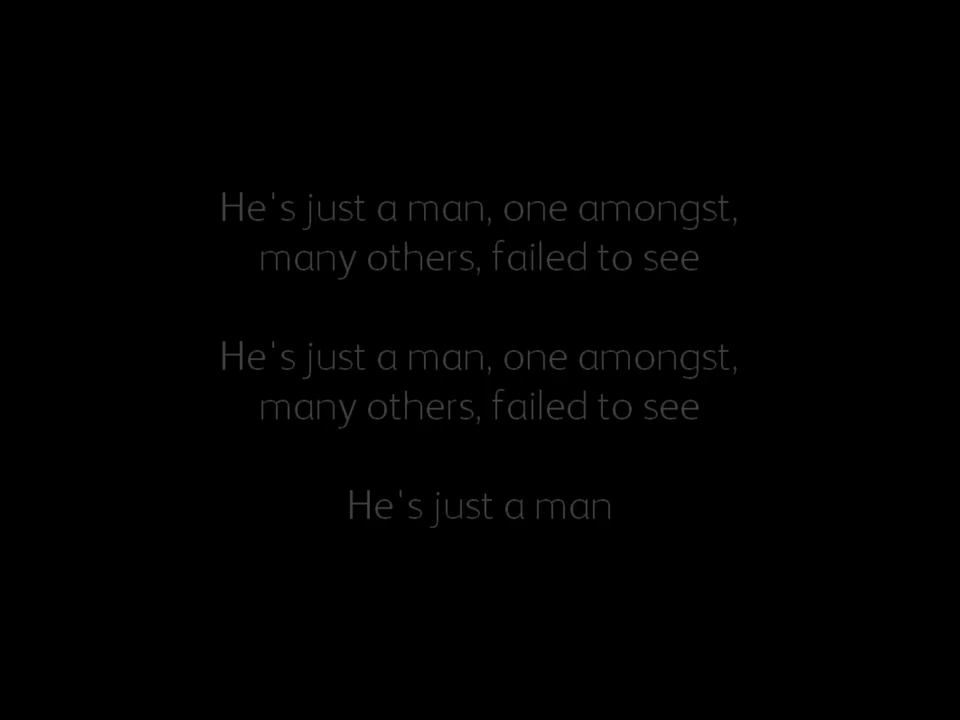 He's just a man, one amongst,
many others, failed to see
He's just a man, one amongst,
many others, failed to see
He's just a man